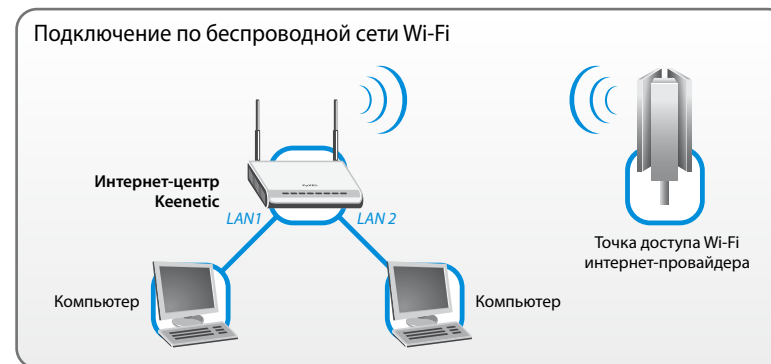 Подключение по беспроводной сети Wi-Fi
ZyXEL
Интернет-центр
Keenetic
LAN1
LAN 2
Точка доступа Wi-Fi
интернет-провайдера
Компьютер
Компьютер